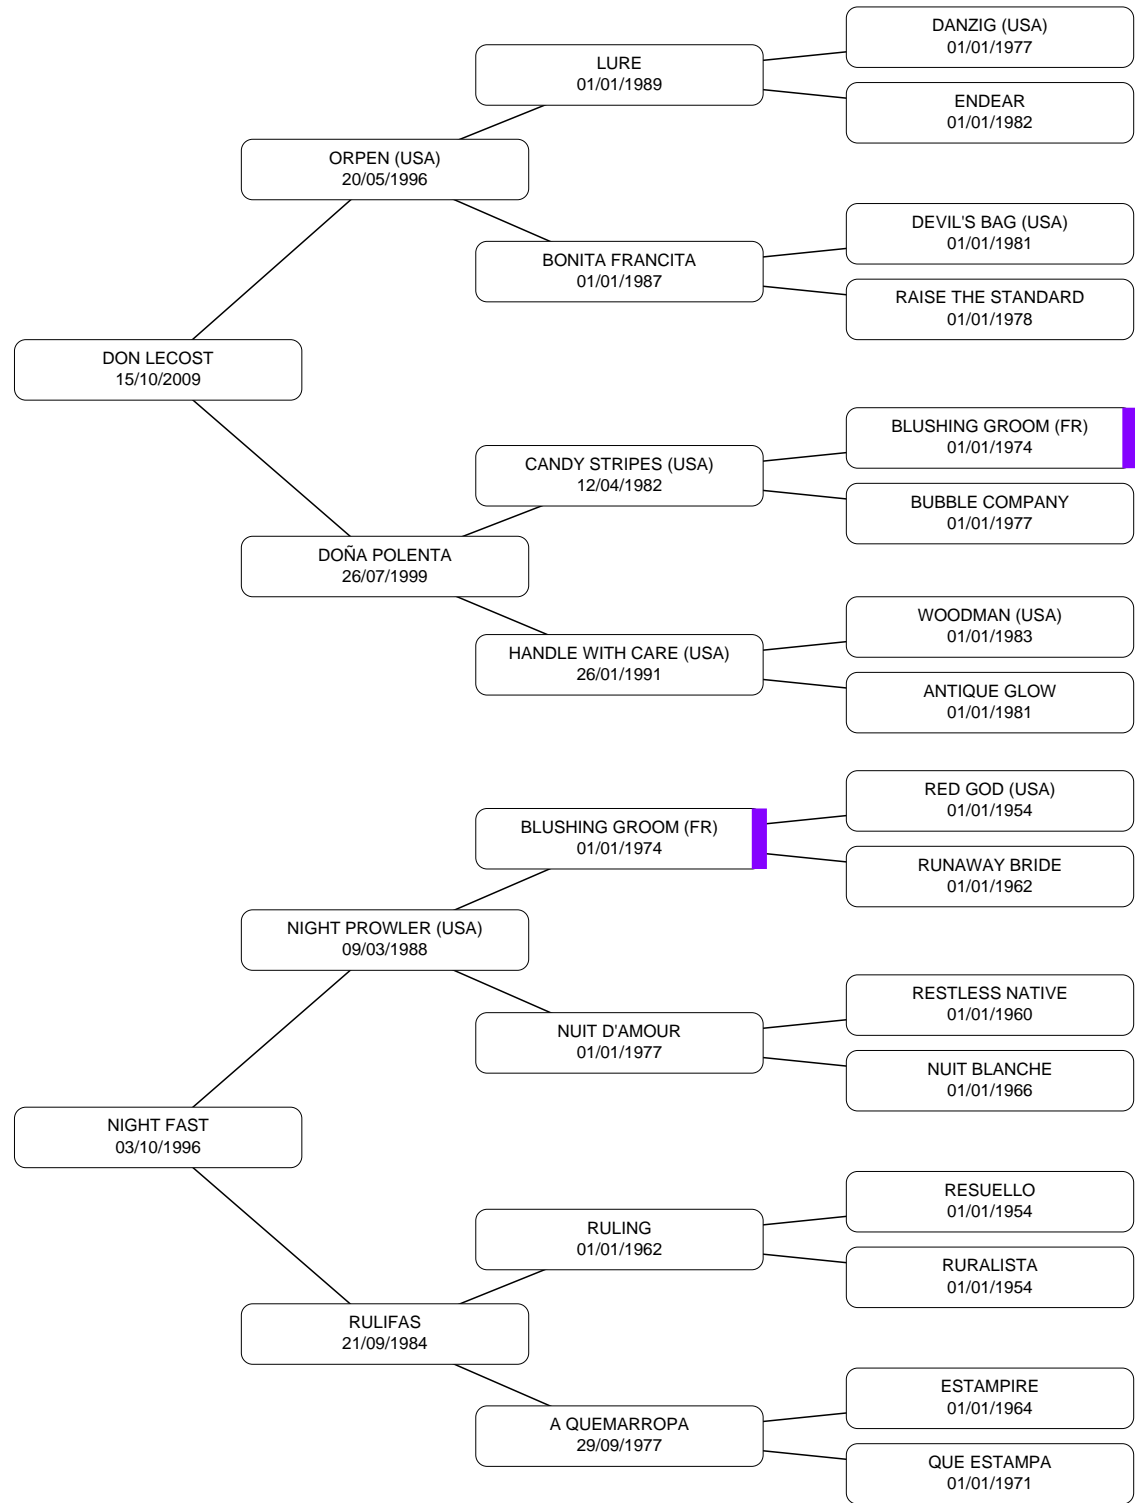 DANZIG (USA)
01/01/1977
LURE
01/01/1989
ENDEAR
01/01/1982
ORPEN (USA)
20/05/1996
DEVIL'S BAG (USA)
01/01/1981
BONITA FRANCITA
01/01/1987
RAISE THE STANDARD
01/01/1978
DON LECOST
15/10/2009
BLUSHING GROOM (FR)
01/01/1974
CANDY STRIPES (USA)
12/04/1982
BUBBLE COMPANY
01/01/1977
DOÑA POLENTA
26/07/1999
WOODMAN (USA)
01/01/1983
HANDLE WITH CARE (USA)
26/01/1991
ANTIQUE GLOW
01/01/1981
RED GOD (USA)
01/01/1954
BLUSHING GROOM (FR)
01/01/1974
RUNAWAY BRIDE
01/01/1962
NIGHT PROWLER (USA)
09/03/1988
RESTLESS NATIVE
01/01/1960
NUIT D'AMOUR
01/01/1977
NUIT BLANCHE
01/01/1966
NIGHT FAST
03/10/1996
RESUELLO
01/01/1954
RULING
01/01/1962
RURALISTA
01/01/1954
RULIFAS
21/09/1984
ESTAMPIRE
01/01/1964
A QUEMARROPA
29/09/1977
QUE ESTAMPA
01/01/1971